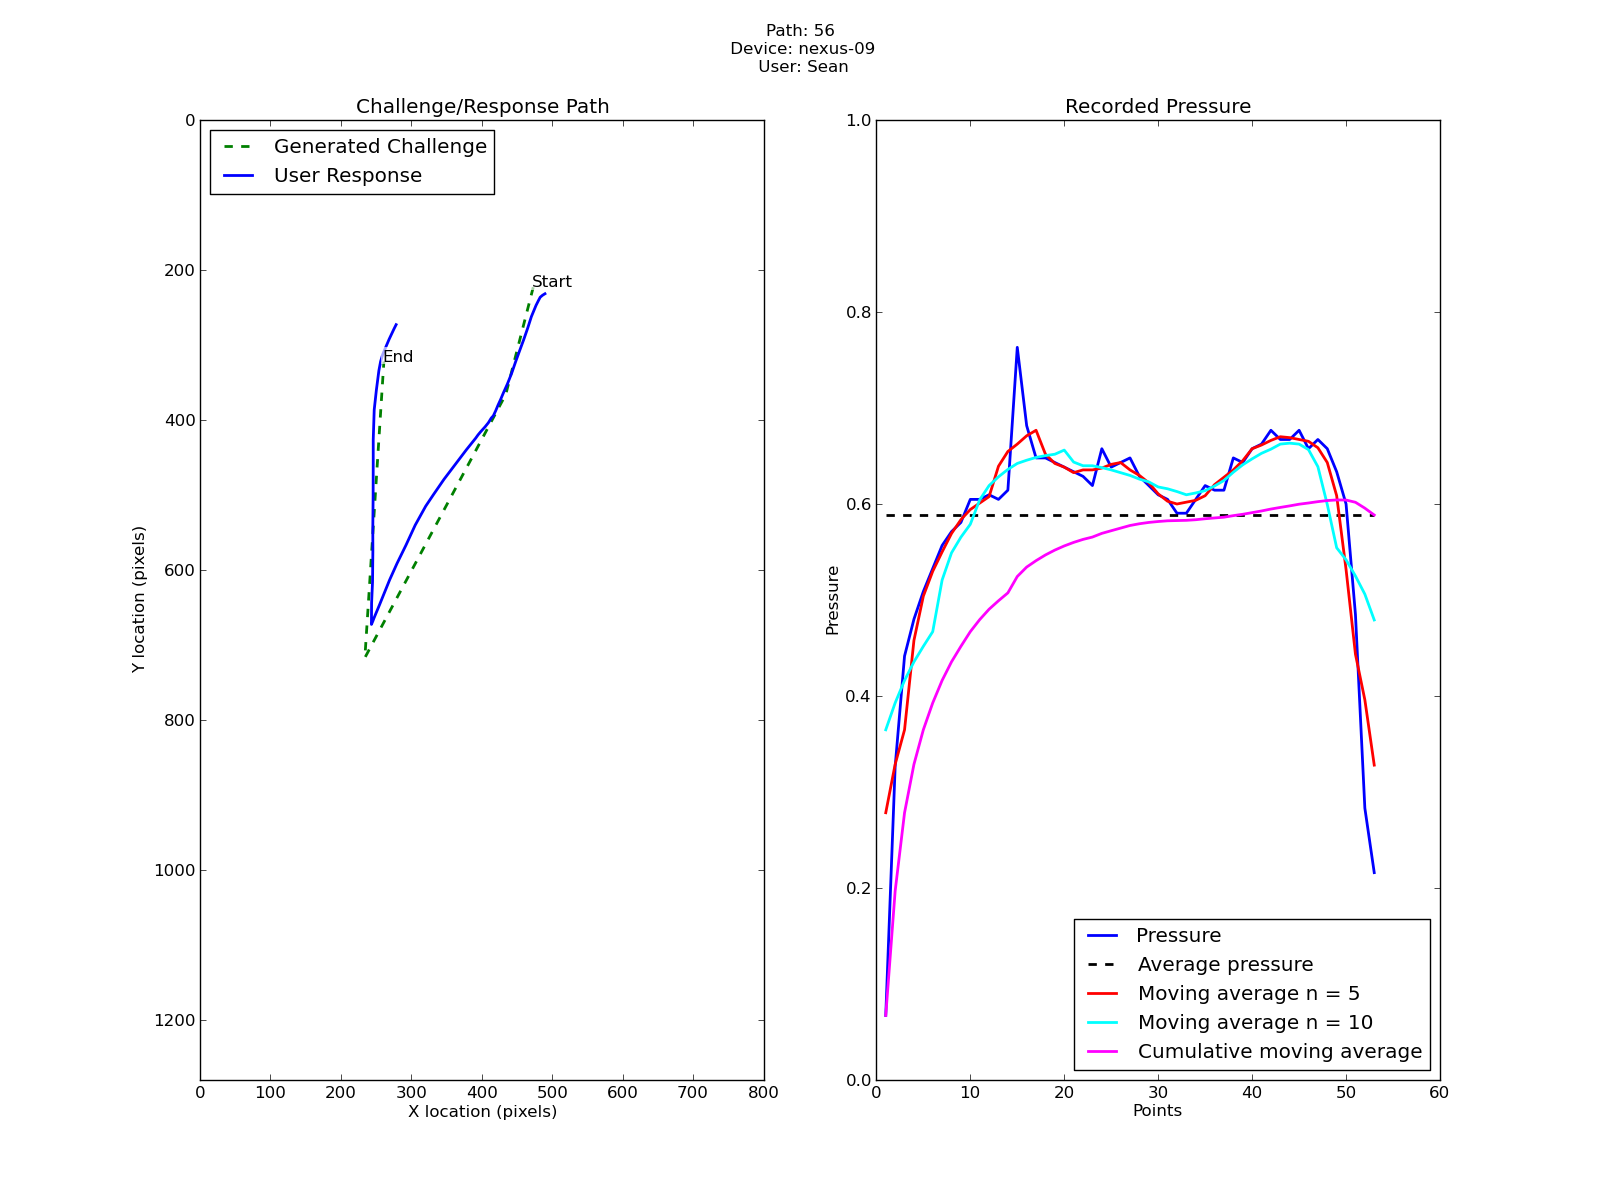 Path: 56
Device: nexus-09
User: Sean
Challenge/Response Path
0
200
400
600
800
1000
1200
Y location (pixels)
Generated Challenge
User Response
Start
End
0 100 200 300 400 500 600 700 800
X location (pixels)
Recorded Pressure
1.0
0.8
0.6
0.4
0.2
0.0
Pressure
Pressure
Average pressure
Moving average n = 5
Moving average n = 10
Cumulative moving average
0 10 20 30 40 50 60
Points